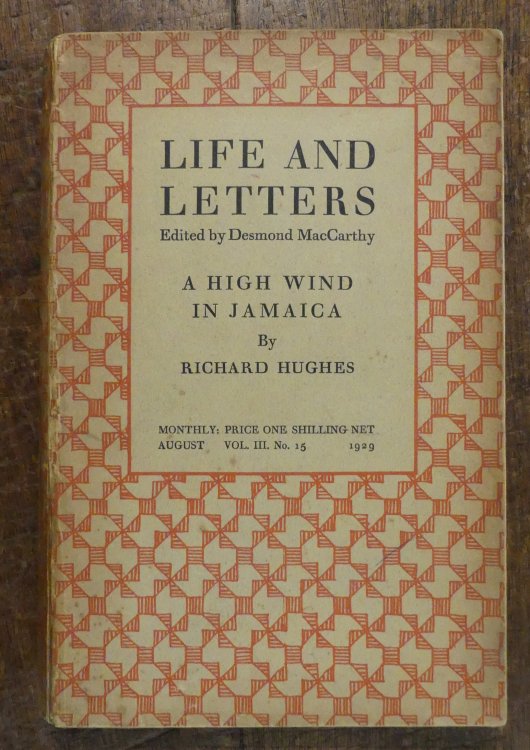 LIFE AND
LETTERS
Edited by Desmond MacCarthy
A HIGH WIND
IN JAMAICA
By
RICHARD HUGHES
MONTHLY: PRICE ONE SHILLING NET
AUGUST VOL. III. No. 15 1929